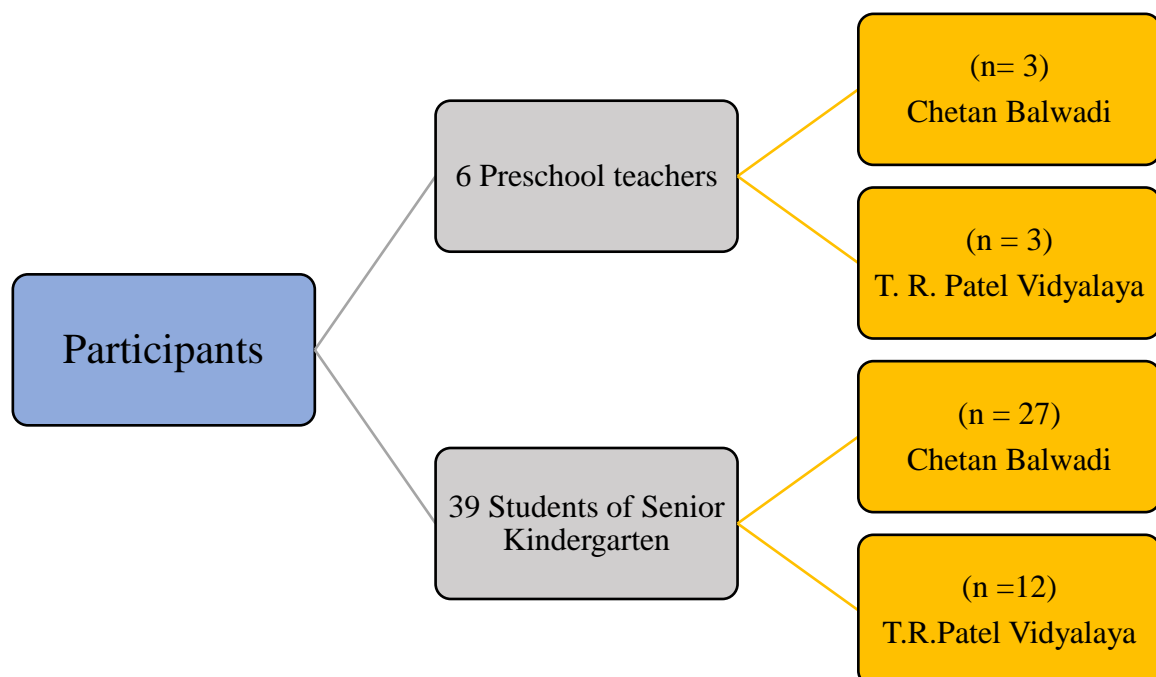 Participants
6 Preschool teachers
(n= 3)
Chetan Balwadi
(n = 3)
T. R. Patel Vidyalaya
39 Students of Senior
Kindergarten
(n = 27)
Chetan Balwadi
(n =12)
T.R.Patel Vidyalaya